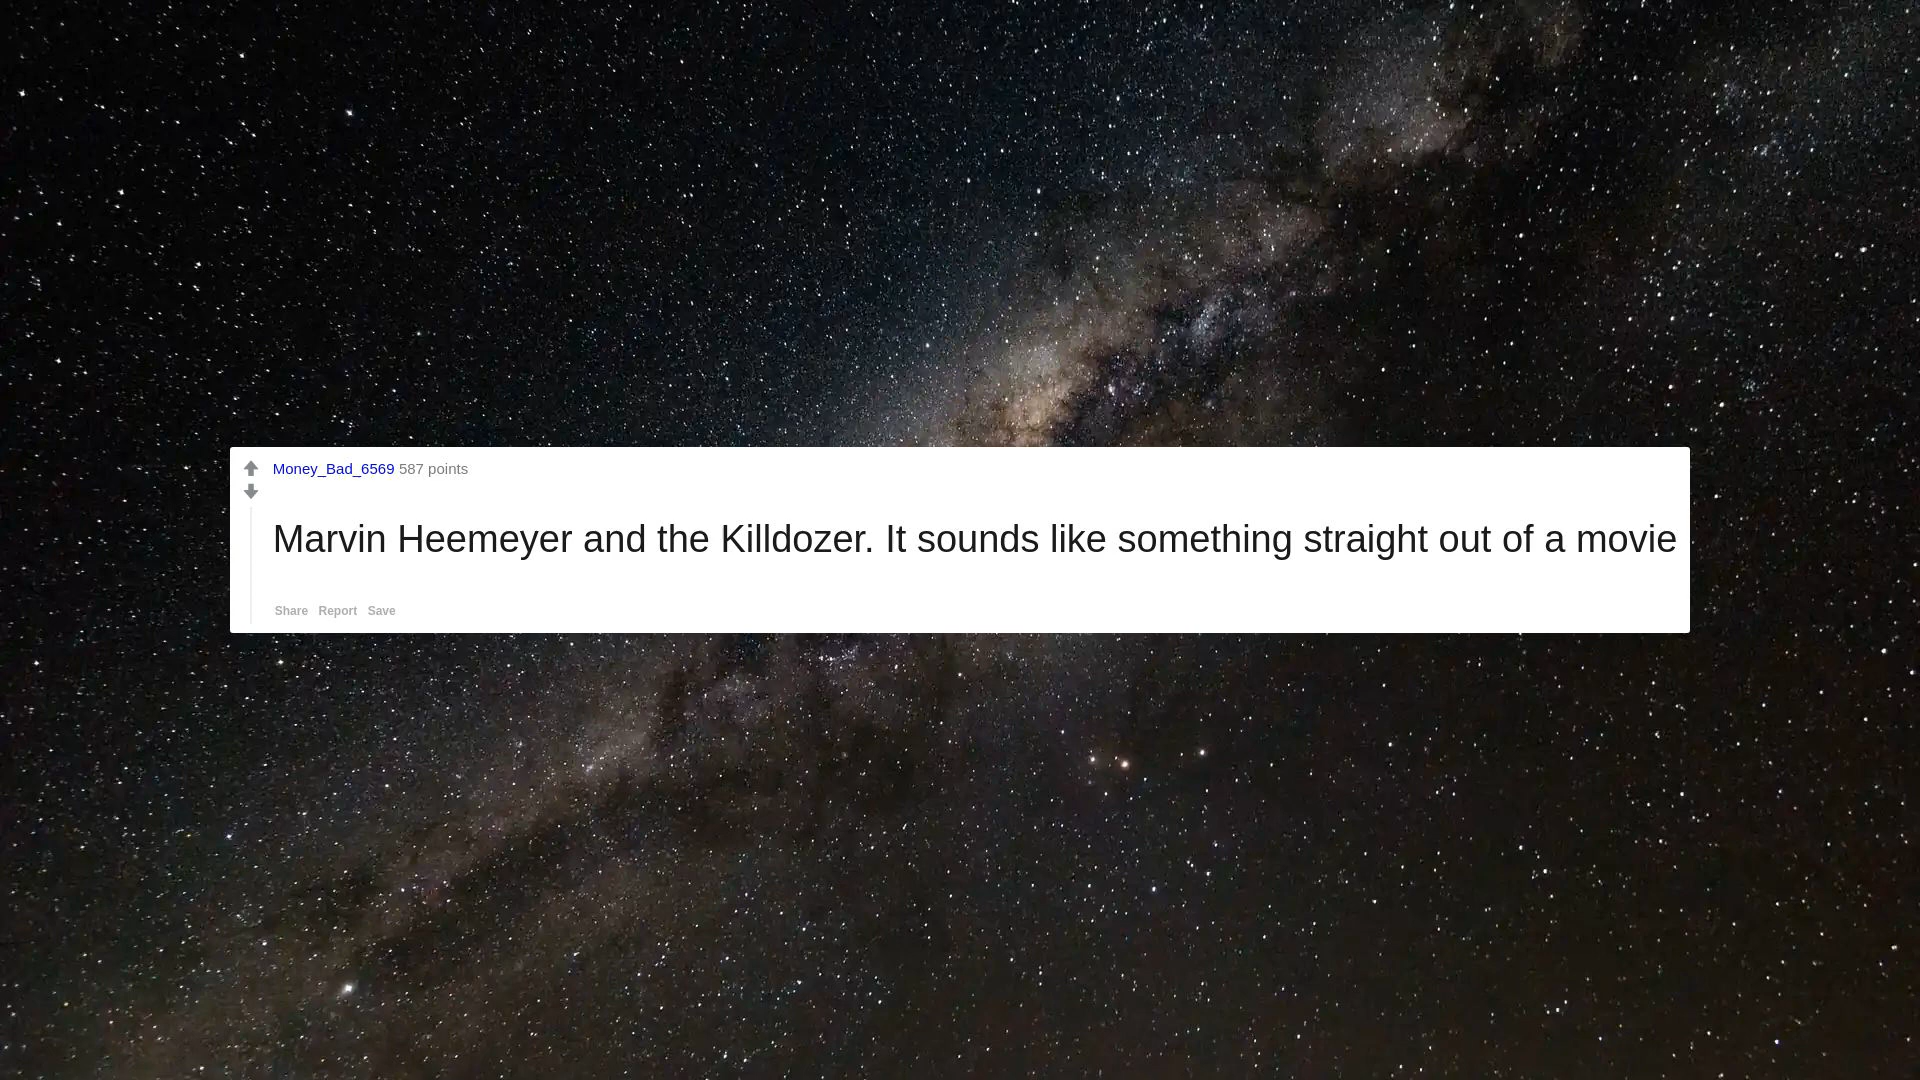 Money_Bad_6569 587 points
Marvin Heemeyer and the Killdozer. It sounds like something straight out of a movie
Share Report Save